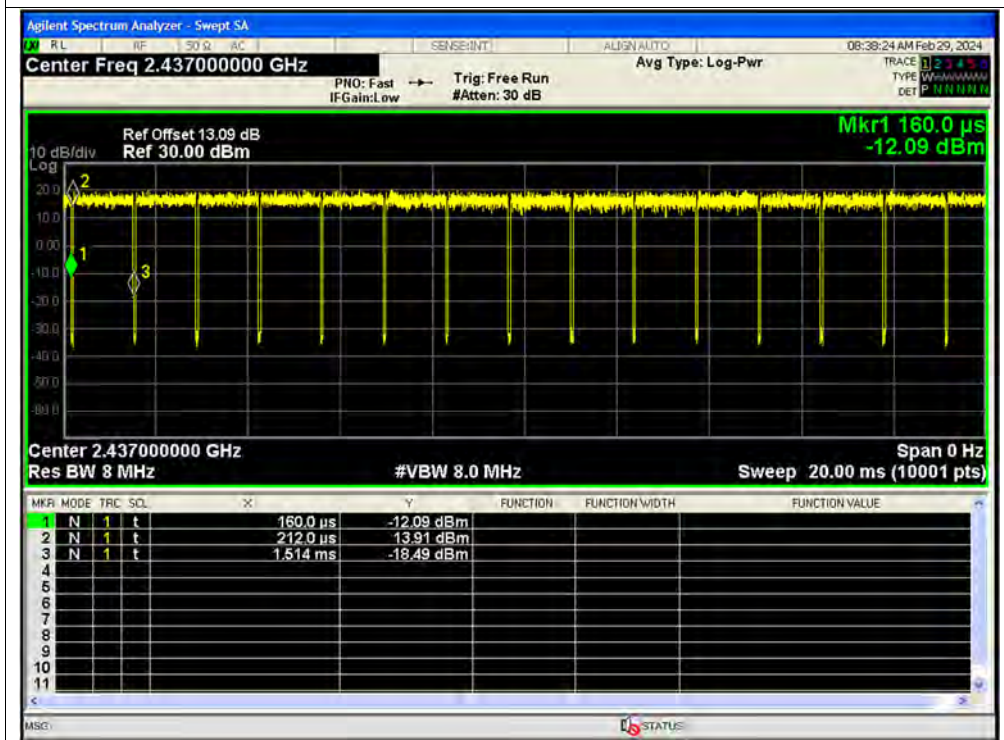 Agilent Spectrum Analyzer - Swept SA
RL RF 50 Ω AC SENSE:INT ALIGN AUTO 08:38:24 AM Feb 29, 2024
Center Freq 2.437000000 GHz
PNO: Fast
IFGain:Low
Trig: Free Run
#Atten: 30 dB
Avg Type: Log-Pwr
TRACE 1 2 3 4 5 6
TYPE W
DET P N N N N N
Mkr1 160.0 µs
-12.09 dBm
Ref Offset 13.09 dB
10 dB/div Ref 30.00 dBm
Log
20.0
10.0
0.00
-10.0
-20.0
-30.0
-40.0
-50.0
-60.0
2
1
3
Center 2.437000000 GHz Span 0 Hz
Res BW 8 MHz #VBW 8.0 MHz Sweep 20.00 ms (10001 pts)
MKR MODE TRC SCL X Y FUNCTION FUNCTION WIDTH FUNCTION VALUE
1 N 1 t 160.0 µs -12.09 dBm
2 N 1 t 212.0 µs 13.91 dBm
3 N 1 t 1.514 ms -18.49 dBm
4
5
6
7
8
9
10
11
MSG STATUS